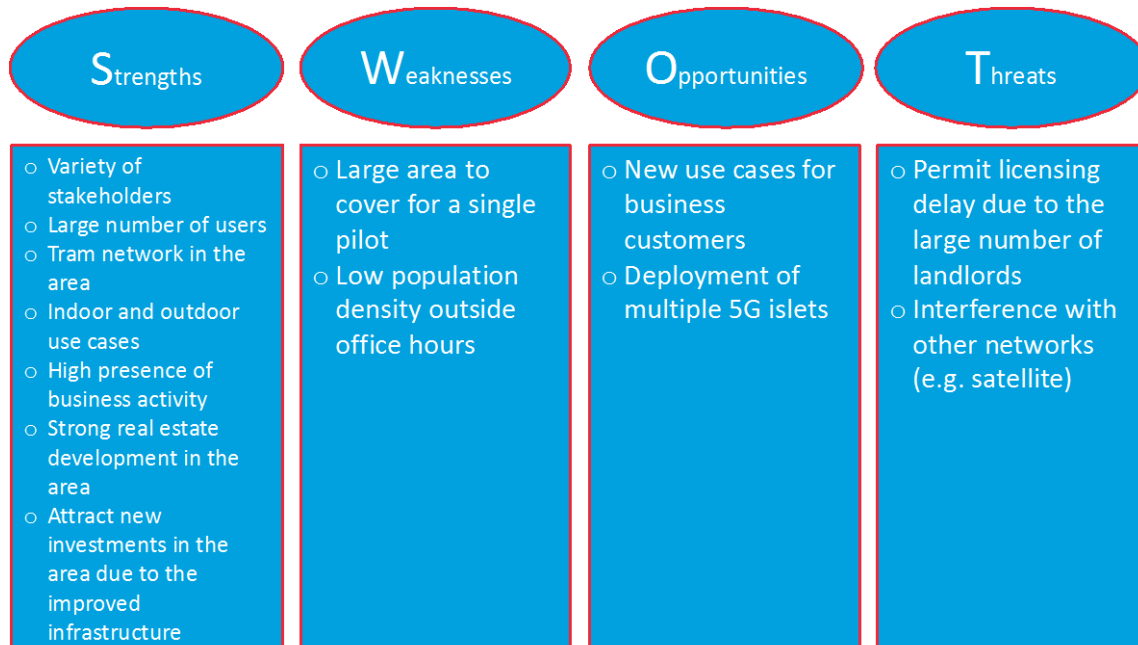 Strengths
Weaknesses
Opportunities
Threats
o Variety of
stakeholders
o Large number of users
o Tram network in the
area
o Indoor and outdoor
use cases
o High presence of
business activity
o Strong real estate
development in the
area
o Attract new
investments in the
area due to the
improved
infrastructure
o Large area to
cover for a single
pilot
o Low population
density outside
office hours
o New use cases for
business
customers
o Deployment of
multiple 5G islets
o Permit licensing
delay due to the
large number of
landlords
o Interference with
other networks
(e.g. satellite)